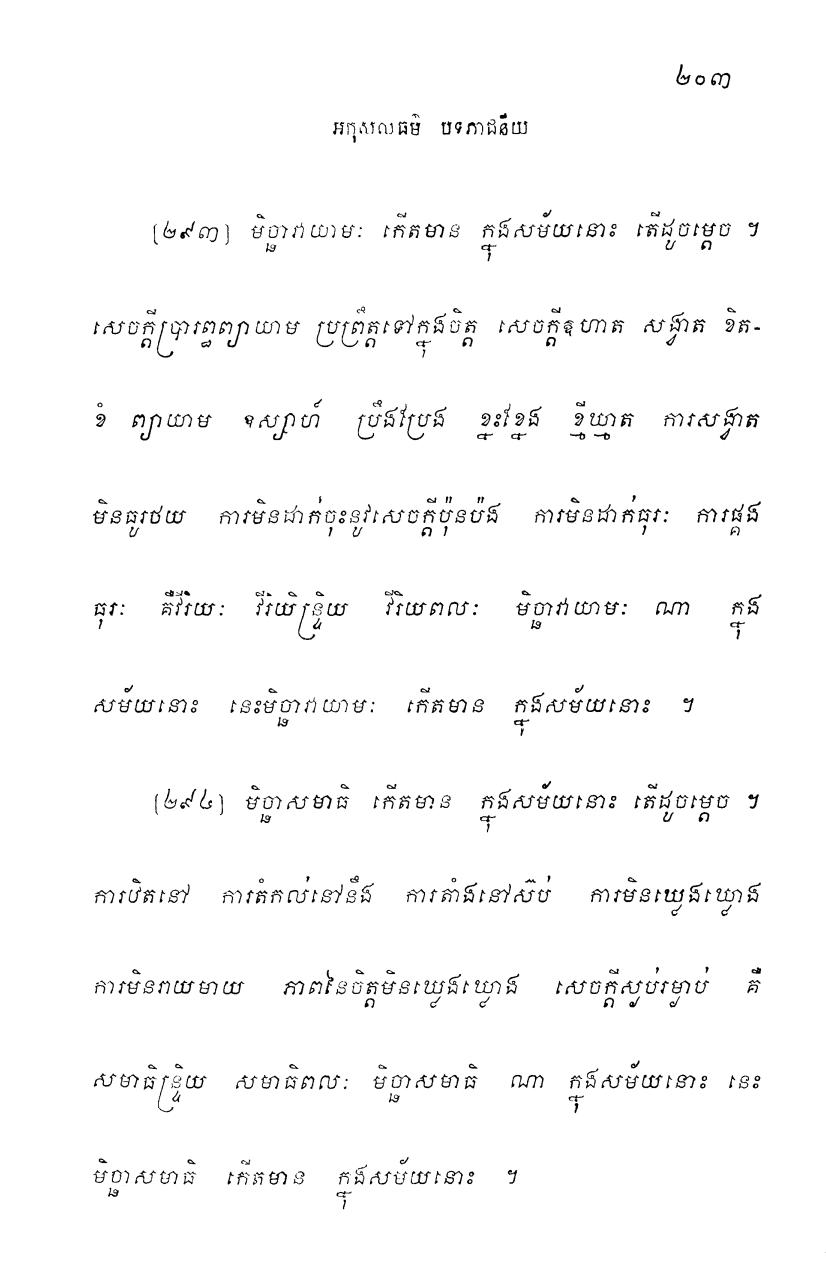 ២០៣
អកុសលធម៌ បទភាជនីយ
[២៩៣] មិច្ឆាវាយាមៈ កើតមាន ក្នុងសម័យនោះ តើដូចម្តេច ។
សេចក្តីប្រារព្ធព្យាយាម ប្រព្រឹត្តទៅក្នុងចិត្ត សេចក្តីឧហាត សង្វាត ខិត-
ខំ ព្យាយាម ឧស្សាហ៍ ប្រឹងប្រែង ខ្នះខ្នែង ខ្មីឃ្មាត ការសង្វាត
មិនធូរថយ ការមិនដាក់ចុះនូវសេចក្តីប៉ុនប៉ង ការមិនដាក់ធុរៈ ការផ្គង
ធុរៈ គឺវីរិយៈ វីរិយិន្ទ្រិយ វីរិយពលៈ មិច្ឆាវាយាមៈ ណា ក្នុង
សម័យនោះ នេះមិច្ឆាវាយាមៈ កើតមាន ក្នុងសម័យនោះ ។
[២៩៤] មិច្ឆាសមាធិ កើតមាន ក្នុងសម័យនោះ តើដូចម្តេច ។
ការឋិតនៅ ការតំកល់នៅនឹង ការតាំងនៅស៊ប់ ការមិនឃ្លេងឃ្លោង
ការមិនរាយមាយ ភាពនៃចិត្តមិនឃ្លេងឃ្លោង សេចក្តីស្ងប់រម្ងាប់ គឺ
សមាធិន្ទ្រិយ សមាធិពលៈ មិច្ឆាសមាធិ ណា ក្នុងសម័យនោះ នេះ
មិច្ឆាសមាធិ កើតមាន ក្នុងសម័យនោះ ។